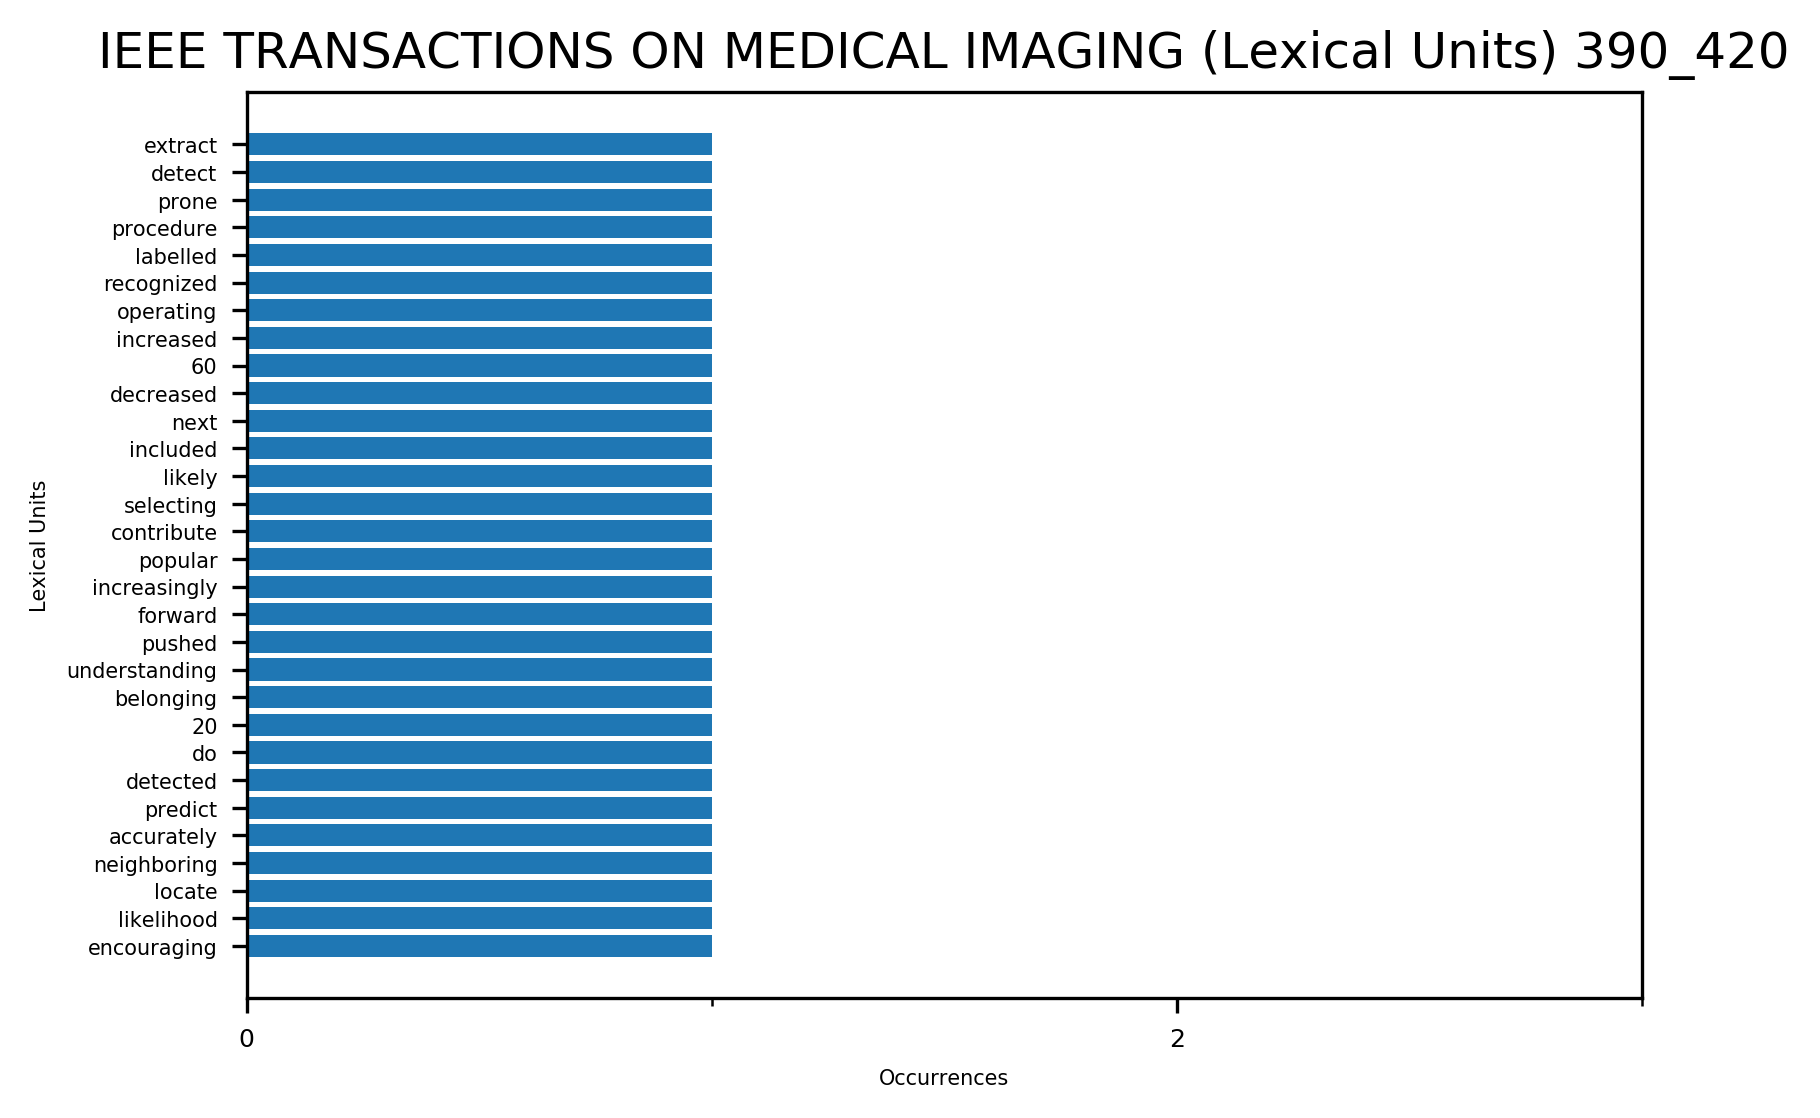 IEEE TRANSACTIONS ON MEDICAL IMAGING (Lexical Units) 390_420
extract
detect
prone
procedure
labelled
recognized
operating
increased
60
decreased
next
included
likely
selecting
contribute
popular
increasingly
forward
pushed
understanding
belonging
20
do
detected
predict
accurately
neighboring
locate
likelihood
encouraging
Lexical Units
0 2
Occurrences